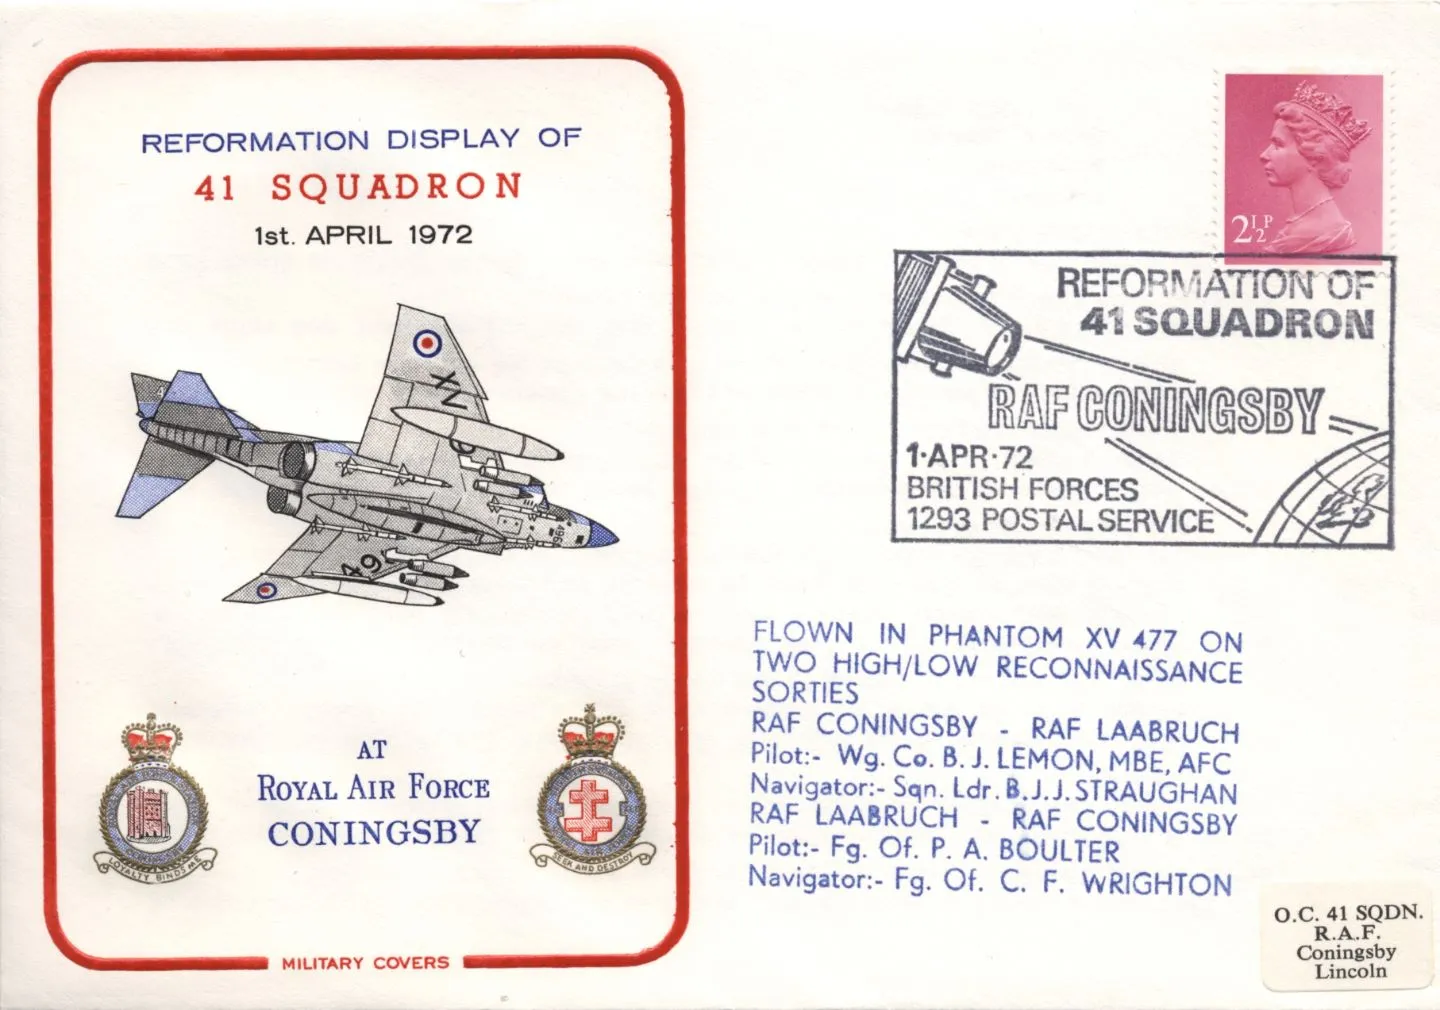 REFORMATION DISPLAY OF
41 SQUADRON
1st. APRIL 1972
XV
496
LOYALTY BINDS ME
AT
ROYAL AIR FORCE
CONINGSBY
SEEK AND DESTROY
MILITARY COVERS
2½P
REFORMATION OF
41 SQUADRON
RAF CONINGSBY
1·APR·72
BRITISH FORCES
1293 POSTAL SERVICE
FLOWN IN PHANTOM XV 477 ON
TWO HIGH/LOW RECONNAISSANCE
SORTIES
RAF CONINGSBY - RAF LAABRUCH
Pilot:- Wg. Co. B. J. LEMON, MBE, AFC
Navigator:- Sqn. Ldr. B.J.J. STRAUGHAN
RAF LAABRUCH - RAF CONINGSBY
Pilot:- Fg. Of. P. A. BOULTER
Navigator:- Fg. Of. C. F. WRIGHTON
O.C. 41 SQDN.
R.A.F.
Coningsby
Lincoln